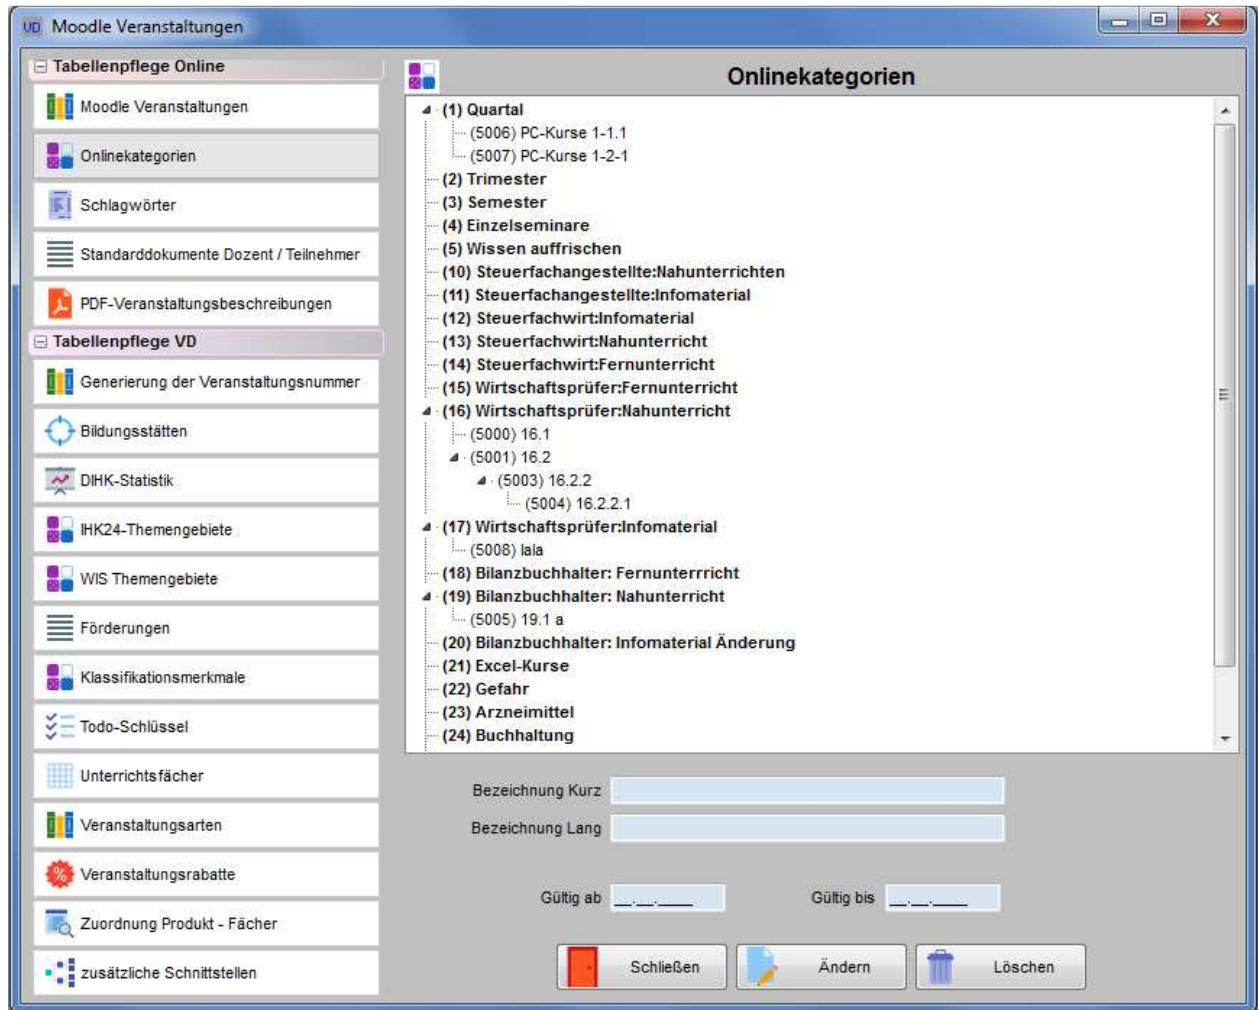 VD Moodle Veranstaltungen
Tabellenpflege Online
Moodle Veranstaltungen
Onlinekategorien
Schlagwörter
Standarddokumente Dozent / Teilnehmer
PDF-Veranstaltungsbeschreibungen
Tabellenpflege VD
Generierung der Veranstaltungsnummer
Bildungsstätten
DIHK-Statistik
IHK24-Themengebiete
WIS Themengebiete
Förderungen
Klassifikationsmerkmale
Todo-Schlüssel
Unterrichtsfächer
Veranstaltungsarten
Veranstaltungsrabatte
Zuordnung Produkt - Fächer
zusätzliche Schnittstellen
Onlinekategorien
(1) Quartal
(5006) PC-Kurse 1-1.1
(5007) PC-Kurse 1-2-1
(2) Trimester
(3) Semester
(4) Einzelseminare
(5) Wissen auffrischen
(10) Steuerfachangestellte:Nahunterrichten
(11) Steuerfachangestellte:Infomaterial
(12) Steuerfachwirt:Infomaterial
(13) Steuerfachwirt:Nahunterricht
(14) Steuerfachwirt:Fernunterricht
(15) Wirtschaftsprüfer:Fernunterricht
(16) Wirtschaftsprüfer:Nahunterricht
(5000) 16.1
(5001) 16.2
(5003) 16.2.2
(5004) 16.2.2.1
(17) Wirtschaftsprüfer:Infomaterial
(5008) lala
(18) Bilanzbuchhalter: Fernunterrricht
(19) Bilanzbuchhalter: Nahunterricht
(5005) 19.1 a
(20) Bilanzbuchhalter: Infomaterial Änderung
(21) Excel-Kurse
(22) Gefahr
(23) Arzneimittel
(24) Buchhaltung
Bezeichnung Kurz
Bezeichnung Lang
Gültig ab __.__.____ Gültig bis __.__.____
Schließen Ändern Löschen